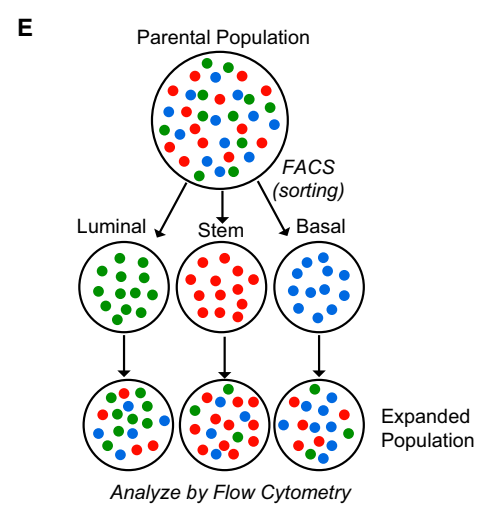 E
Parental Population
FACS
(sorting)
Luminal
Stem
Basal
Expanded
Population
Analyze by Flow Cytometry